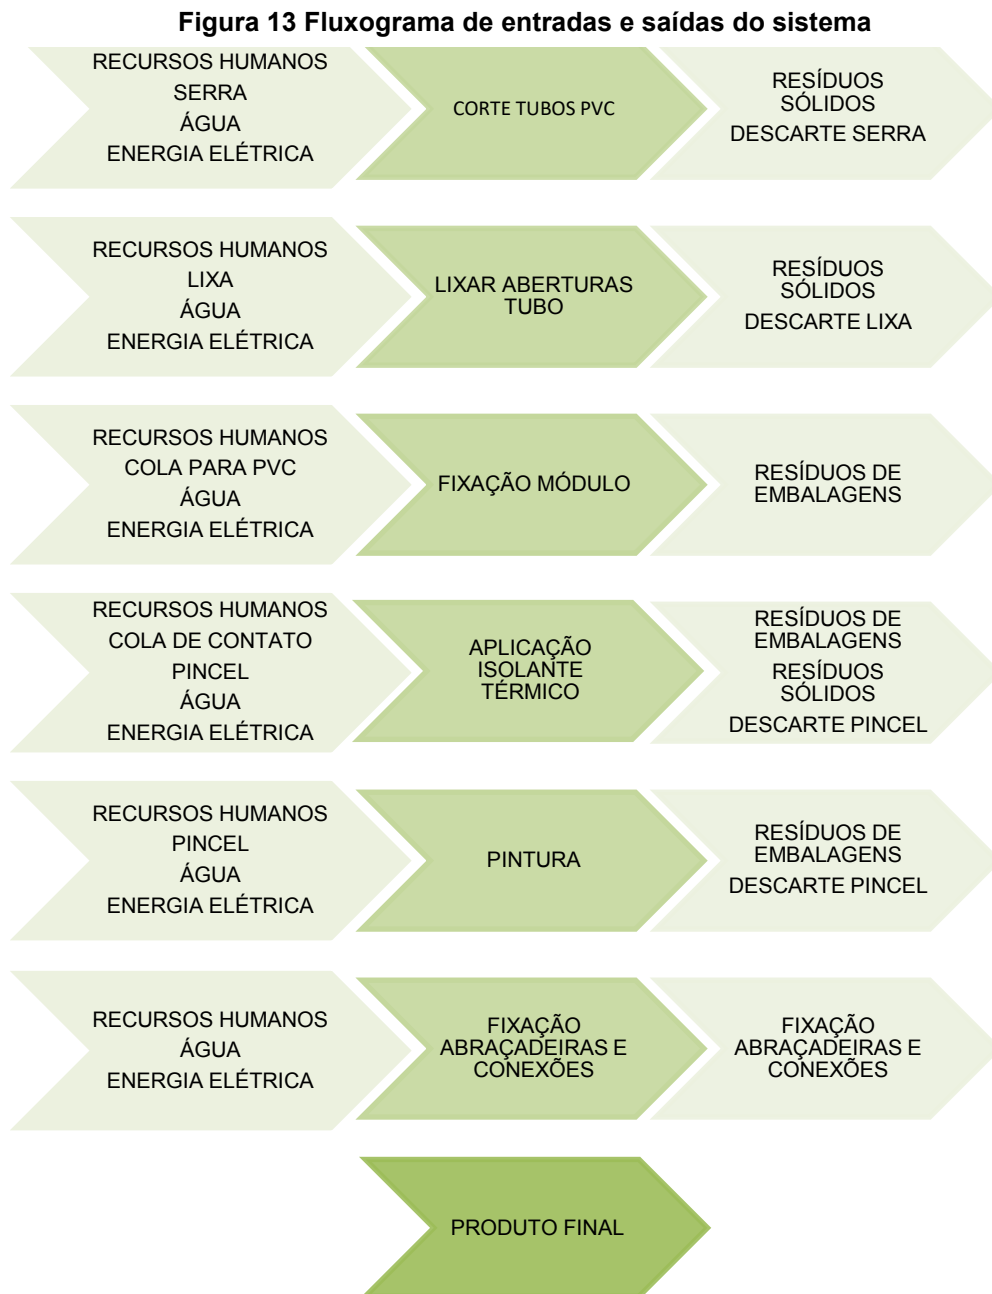 Figura 13 Fluxograma de entradas e saídas do sistema
RECURSOS HUMANOS
SERRA
ÁGUA
ENERGIA ELÉTRICA
CORTE TUBOS PVC
RESÍDUOS
SÓLIDOS
DESCARTE SERRA
RECURSOS HUMANOS
LIXA
ÁGUA
ENERGIA ELÉTRICA
LIXAR ABERTURAS
TUBO
RESÍDUOS
SÓLIDOS
DESCARTE LIXA
RECURSOS HUMANOS
COLA PARA PVC
ÁGUA
ENERGIA ELÉTRICA
FIXAÇÃO MÓDULO
RESÍDUOS DE
EMBALAGENS
RECURSOS HUMANOS
COLA DE CONTATO
PINCEL
ÁGUA
ENERGIA ELÉTRICA
APLICAÇÃO
ISOLANTE
TÉRMICO
RESÍDUOS DE
EMBALAGENS
RESÍDUOS
SÓLIDOS
DESCARTE PINCEL
RECURSOS HUMANOS
PINCEL
ÁGUA
ENERGIA ELÉTRICA
PINTURA
RESÍDUOS DE
EMBALAGENS
DESCARTE PINCEL
RECURSOS HUMANOS
ÁGUA
ENERGIA ELÉTRICA
FIXAÇÃO
ABRAÇADEIRAS E
CONEXÕES
FIXAÇÃO
ABRAÇADEIRAS E
CONEXÕES
PRODUTO FINAL